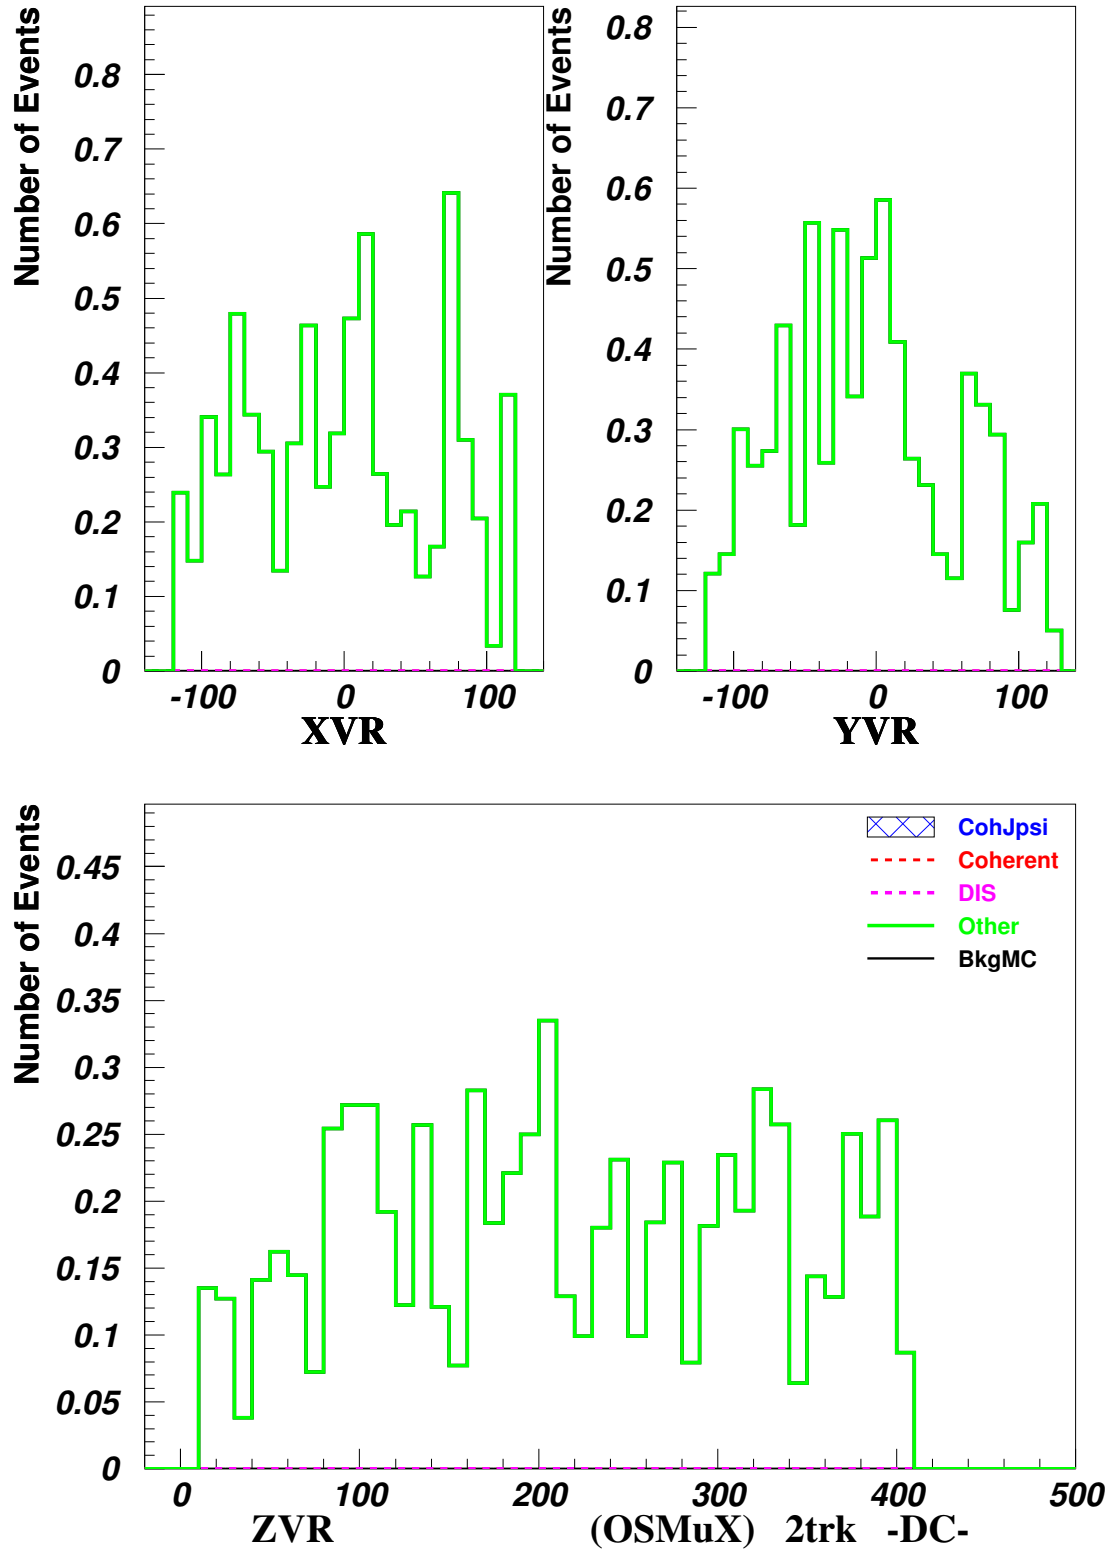 Number of Events
0.8
0.7
0.6
0.5
0.4
0.3
0.2
0.1
0
-100 0 100
XVR
Number of Events
0.8
0.7
0.6
0.5
0.4
0.3
0.2
0.1
0
-100 0 100
YVR
Number of Events
0.45
0.4
0.35
0.3
0.25
0.2
0.15
0.1
0.05
0
0 100 200 300 400 500
ZVR (OSMuX) 2trk -DC-
CohJpsi
Coherent
DIS
Other
BkgMC